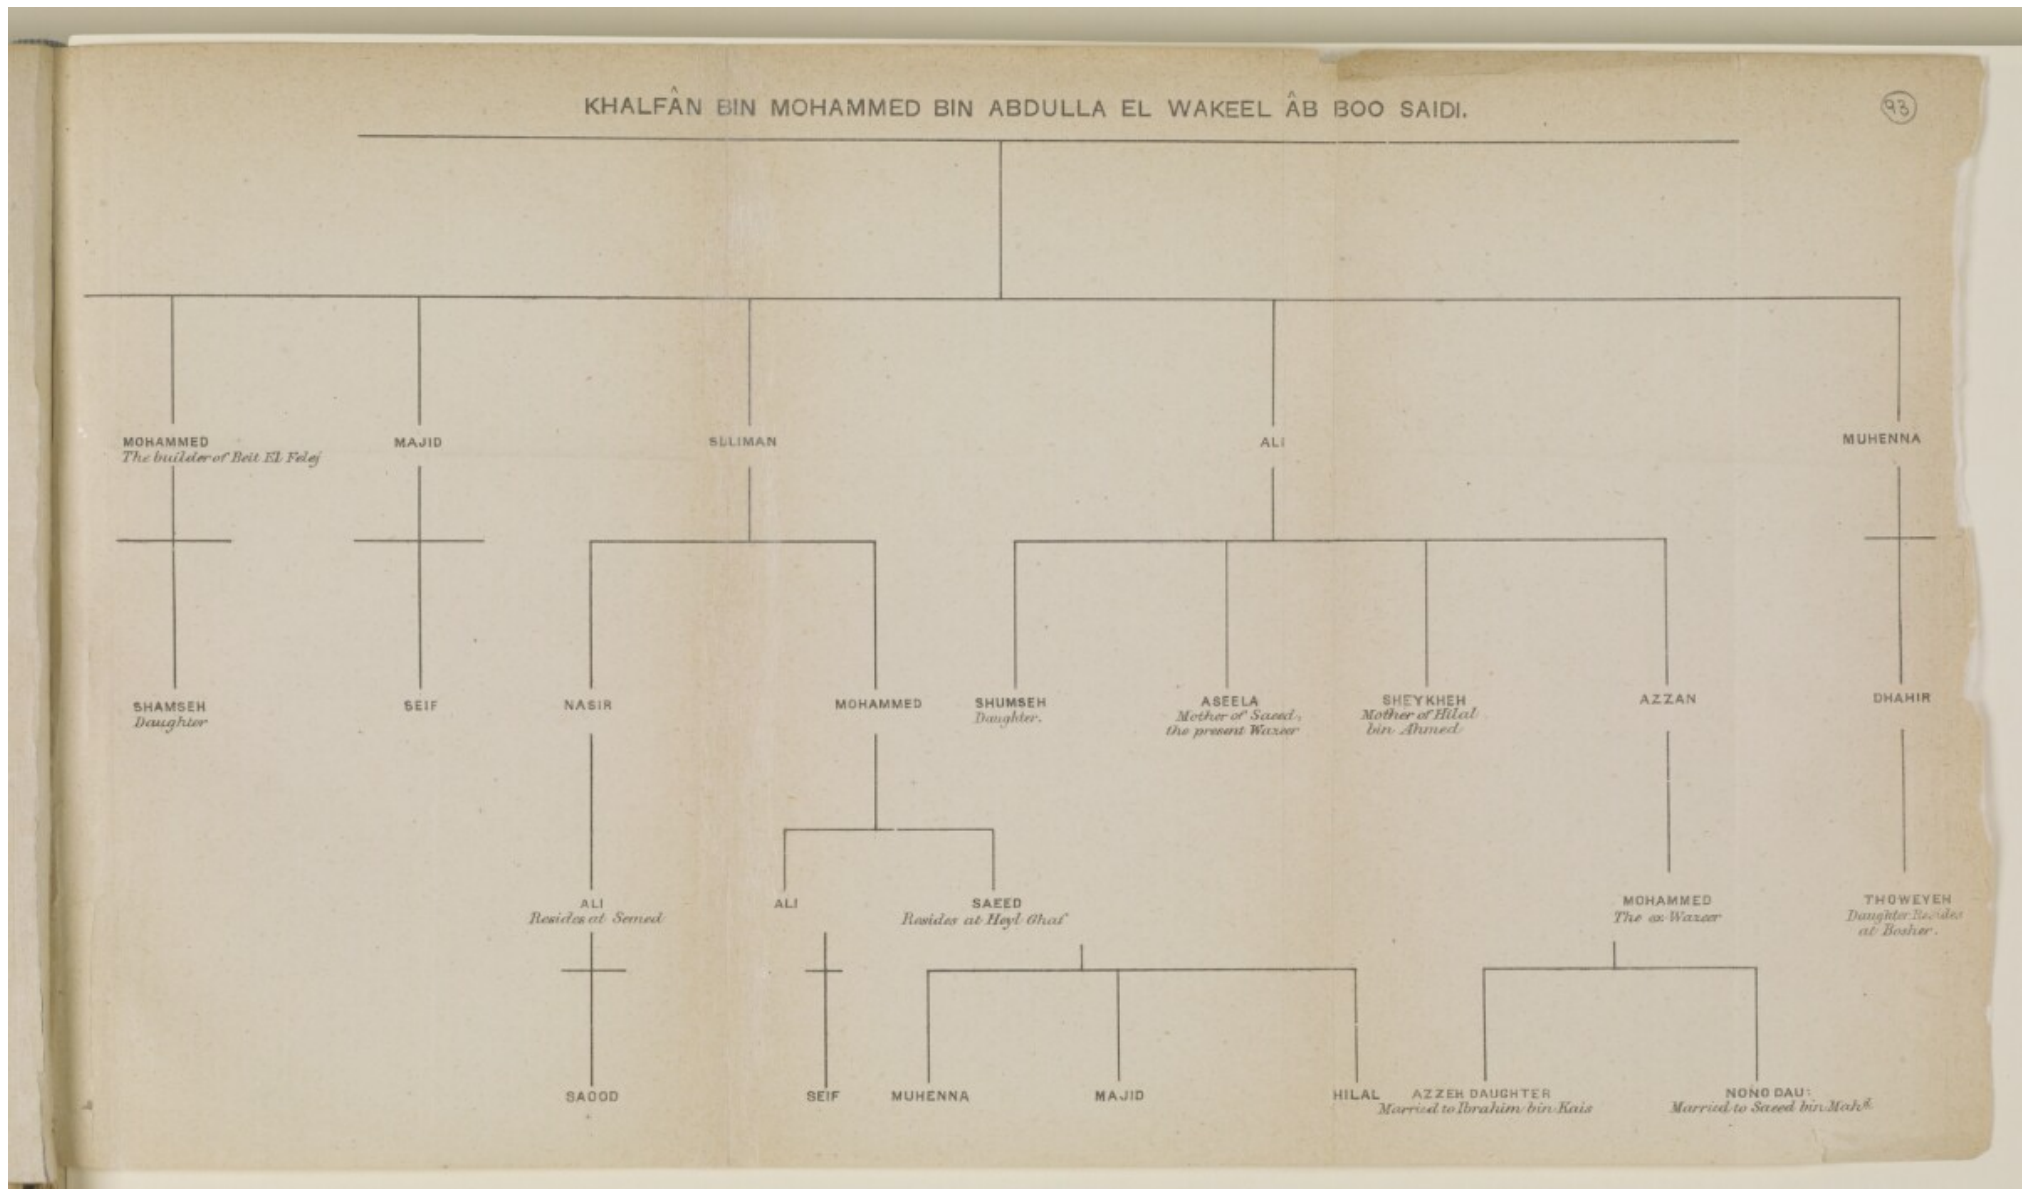 KHALFÂN BIN MOHAMMED BIN ABDULLA EL WAKEEL ÂB BOO SAIDI.
93
MOHAMMED
The builder of Beit El Felej
MAJID
SULIMAN
ALI
MUHENNA
SHAMSEH
Daughter
SEIF
NASIR
MOHAMMED
SHUMSEH
Daughter.
ASEELA
Mother of Saeed,
the present Wazeer
SHEYKHEH
Mother of Hilal
bin Ahmed
AZZAN
DHAHIR
ALI
Resides at Semed
ALI
SAEED
Resides at Heyl Ghaf
MOHAMMED
The ex-Wazeer
THOWEYEH
Daughter Resides
at Bosher.
SAOOD
SEIF
MUHENNA
MAJID
HILAL
AZZEH DAUGHTER
Married to Ibrahim bin Kais
NONO DAU:
Married to Saeed bin Mahd.